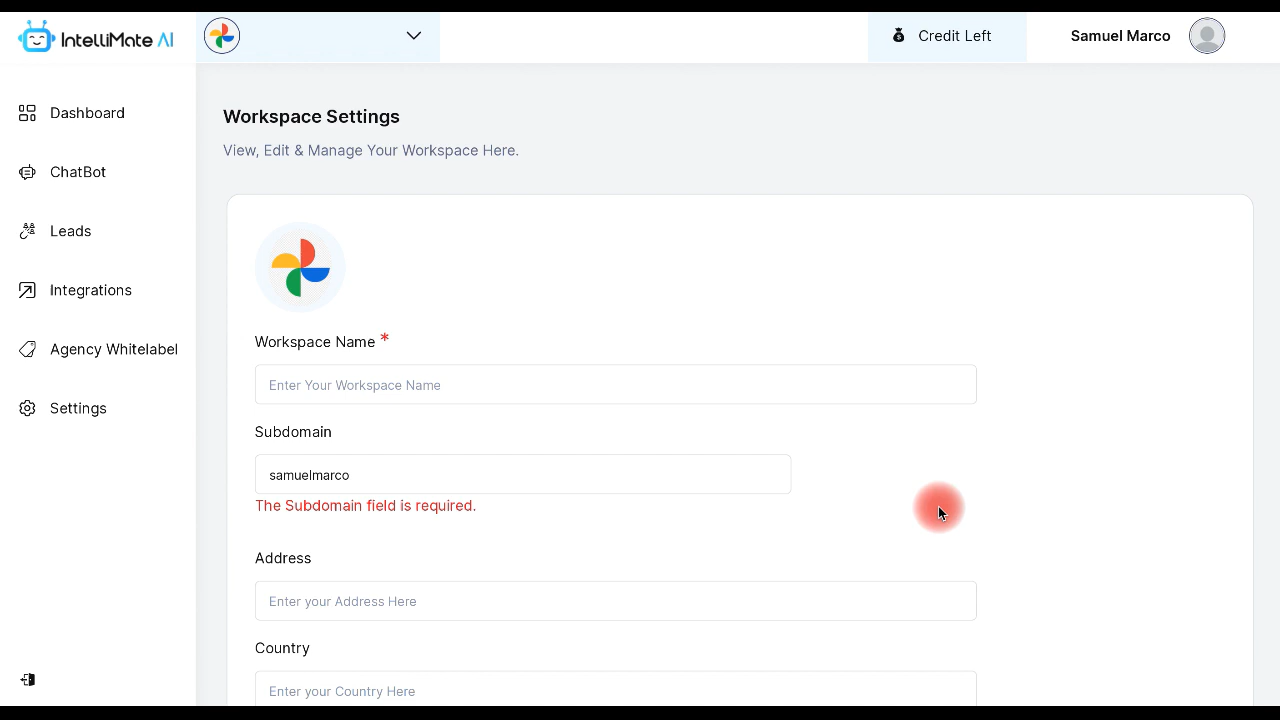 IntelliMate AI
Credit Left
Samuel Marco
Dashboard
ChatBot
Leads
Integrations
Agency Whitelabel
Settings
Workspace Settings
View, Edit & Manage Your Workspace Here.
Workspace Name *
Enter Your Workspace Name
Subdomain
samuelmarco
The Subdomain field is required.
Address
Enter your Address Here
Country
Enter your Country Here